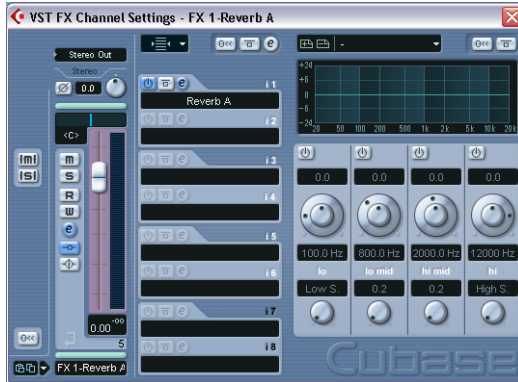 VST FX Channel Settings - FX 1-Reverb A
Stereo Out
Stereo
0.0
<C>
m
S
R
W
e
0.00
-oo
5
FX 1-Reverb A
e
e
i 1
Reverb A
e
i 2
e
i 3
e
i 4
e
i 5
e
i 6
e
i 7
e
i 8
-
+24
+6
0
-6
-24
20 50 100 200 500 1k 2k 5k 10k 20k
0.0 0.0 0.0 0.0
100.0 Hz 800.0 Hz 2000.0 Hz 12000 Hz
lo lo mid hi mid hi
Low S. 0.2 0.2 High S.
Cubase